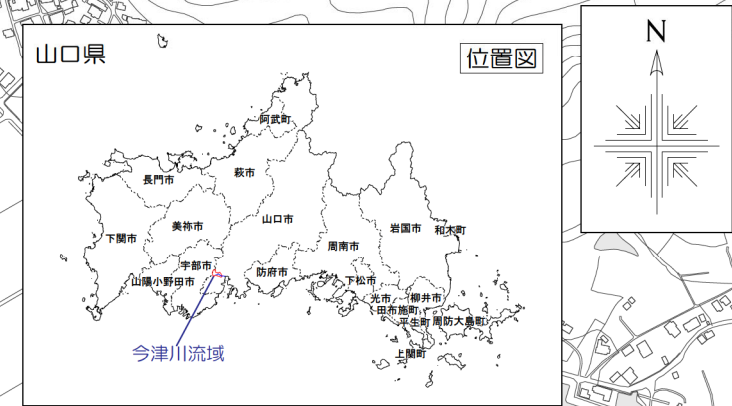 山口県
位置図
N
阿武町
萩市
長門市
山口市
美祢市
岩国市
和木町
下関市
周南市
宇部市
防府市
山陽小野田市
下松市
光市
柳井市
田布施町
平生町
周防大島町
上関町
今津川流域